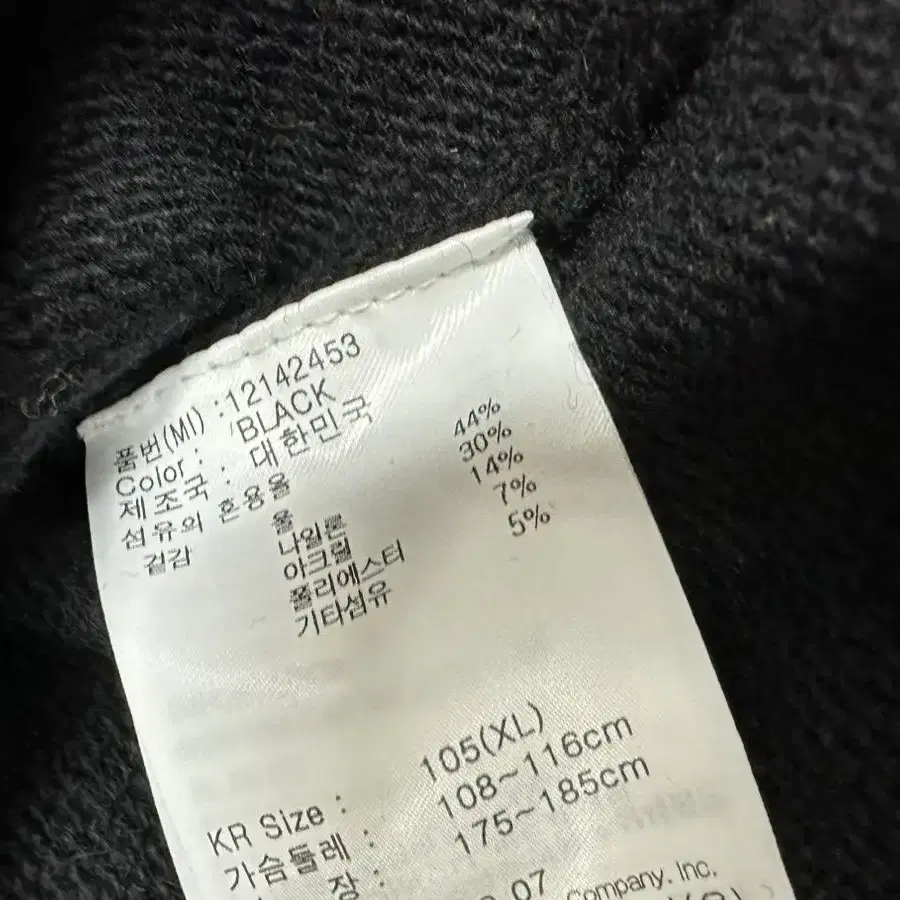 품번(MI) :12142453
Color : BLACK
제조국 : 대한민국
섬유의 혼용율
겉감 울 44%
나일론 30%
아크릴 14%
폴리에스터 7%
기타섬유 5%
KR Size : 105(XL)
가슴둘레 : 108~116cm
장 : 175~185cm
07
Company. Inc.